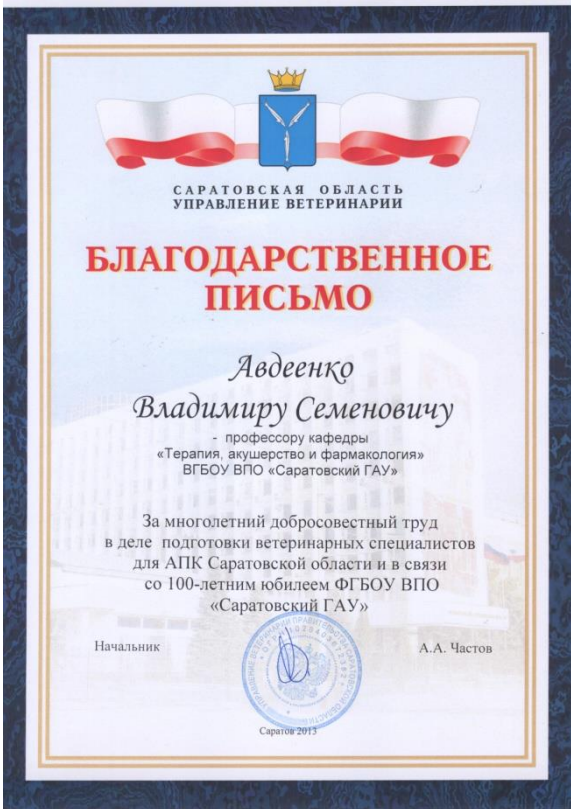 САРАТОВСКАЯ ОБЛАСТЬ
УПРАВЛЕНИЕ ВЕТЕРИНАРИИ
БЛАГОДАРСТВЕННОЕ
ПИСЬМО
Авдеенко
Владимиру Семеновичу
- профессору кафедры
«Терапия, акушерство и фармакология»
ВГБОУ ВПО «Саратовский ГАУ»
За многолетний добросовестный труд
в деле подготовки ветеринарных специалистов
для АПК Саратовской области и в связи
со 100-летним юбилеем ФГБОУ ВПО
«Саратовский ГАУ»
Начальник
А.А. Частов
Саратов 2013